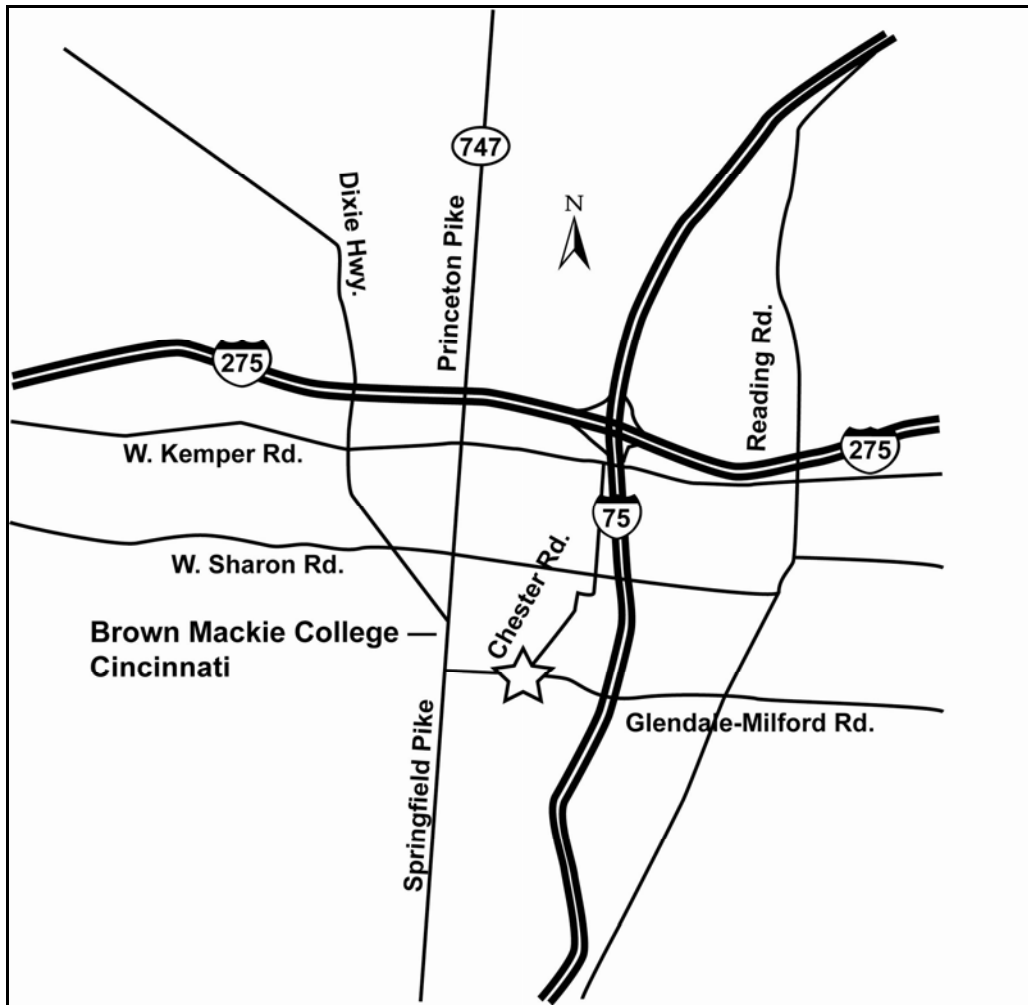 747
N
Dixie Hwy.
Princeton Pike
275
Reading Rd.
W. Kemper Rd.
275
75
W. Sharon Rd.
Chester Rd.
Brown Mackie College
Cincinnati
Glendale-Milford Rd.
Springfield Pike